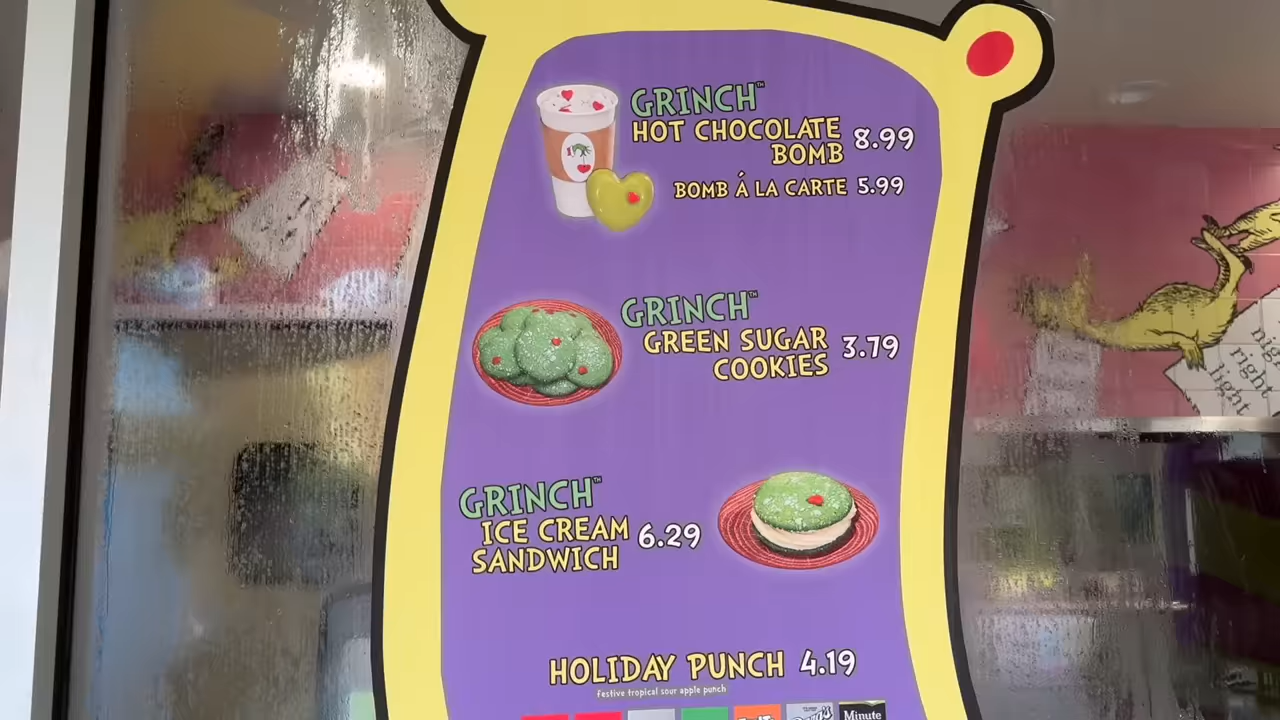 GRINCH™
HOT CHOCOLATE
BOMB 8.99
BOMB Á LA CARTE 5.99
GRINCH™
GREEN SUGAR
COOKIES 3.79
GRINCH™
ICE CREAM
SANDWICH 6.29
HOLIDAY PUNCH 4.19
festive tropical sour apple punch
Minute
right
light